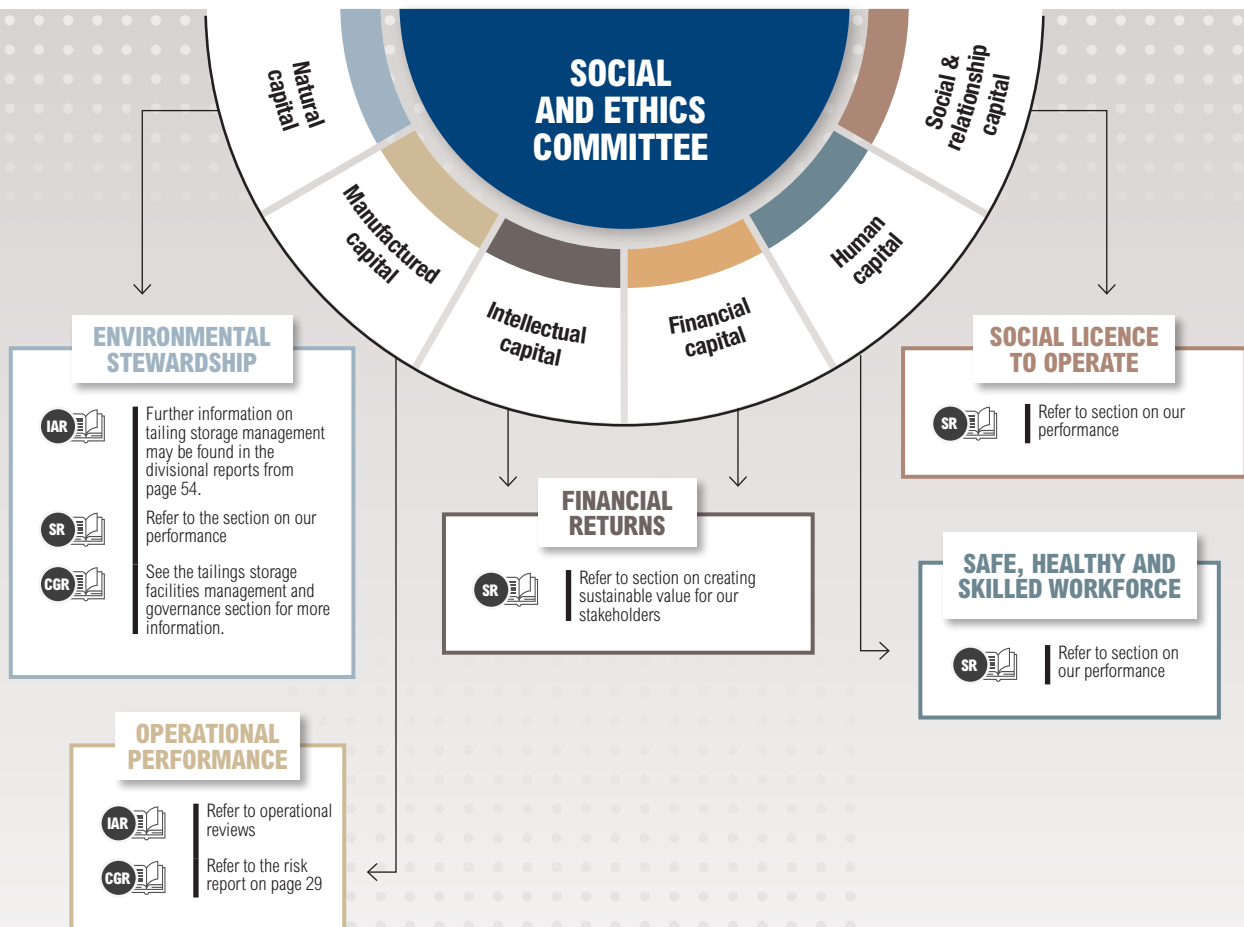 SOCIAL
AND ETHICS
COMMITTEE
Natural
capital
Manufactured
capital
Intellectual
capital
Financial
capital
Human
capital
Social &
relationship
capital
ENVIRONMENTAL
STEWARDSHIP
IAR
Further information on
tailing storage management
may be found in the
divisional reports from
page 54.
SR
Refer to the section on our
performance
CGR
See the tailings storage
facilities management and
governance section for more
information.
OPERATIONAL
PERFORMANCE
IAR
Refer to operational
reviews
CGR
Refer to the risk
report on page 29
FINANCIAL
RETURNS
SR
Refer to section on creating
sustainable value for our
stakeholders
SOCIAL LICENCE
TO OPERATE
SR
Refer to section on our
performance
SAFE, HEALTHY AND
SKILLED WORKFORCE
SR
Refer to section on
our performance